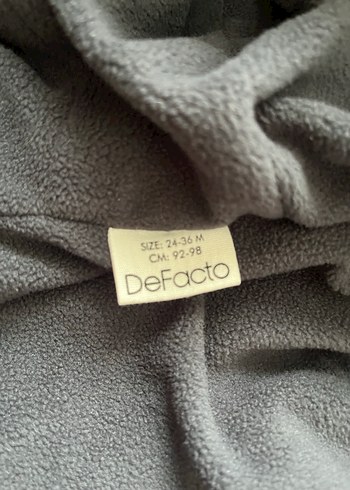 SIZE: 24-36 M
CM: 92-98
DeFacto